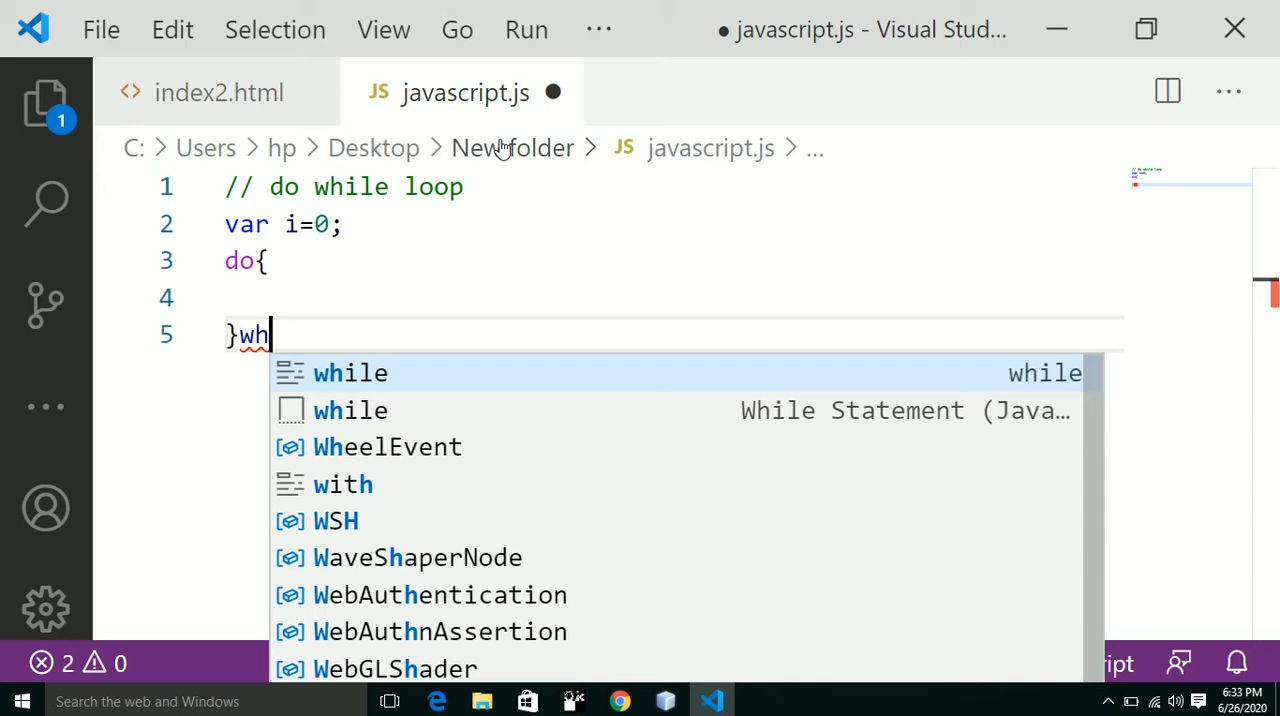 File Edit Selection View Go Run ··· ● javascript.js - Visual Stud...
<> index2.html JS javascript.js ●
C: > Users > hp > Desktop > New folder > JS javascript.js > ...
1 // do while loop
2 var i=0;
3 do{
4
5 }wh
while while
while While Statement (Java...
WheelEvent
with
WSH
WaveShaperNode
WebAuthentication
WebAuthnAssertion
WebGLShader
1
2 0 ipt
Search the web and Windows
6:33 PM
6/26/2020